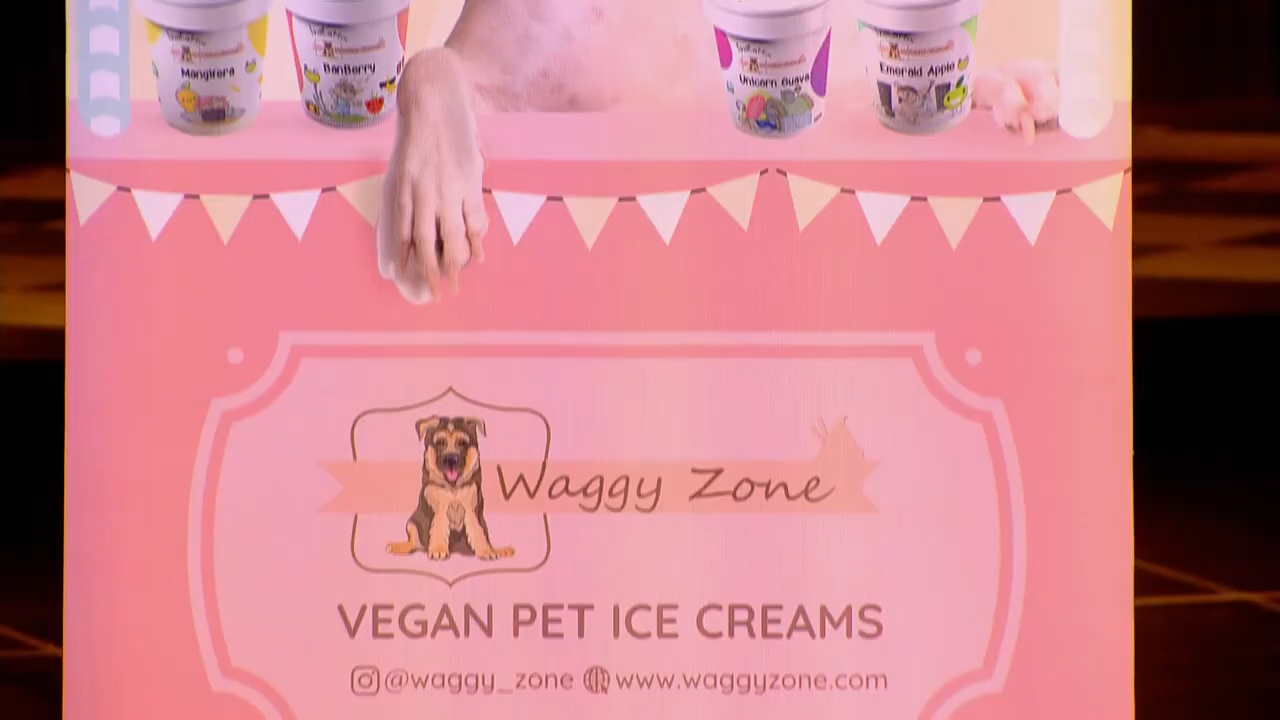 Mangifera
BanBerry
Unicorn Guava
Emerald Apple
Waggy Zone
VEGAN PET ICE CREAMS
@waggy_zone www.waggyzone.com